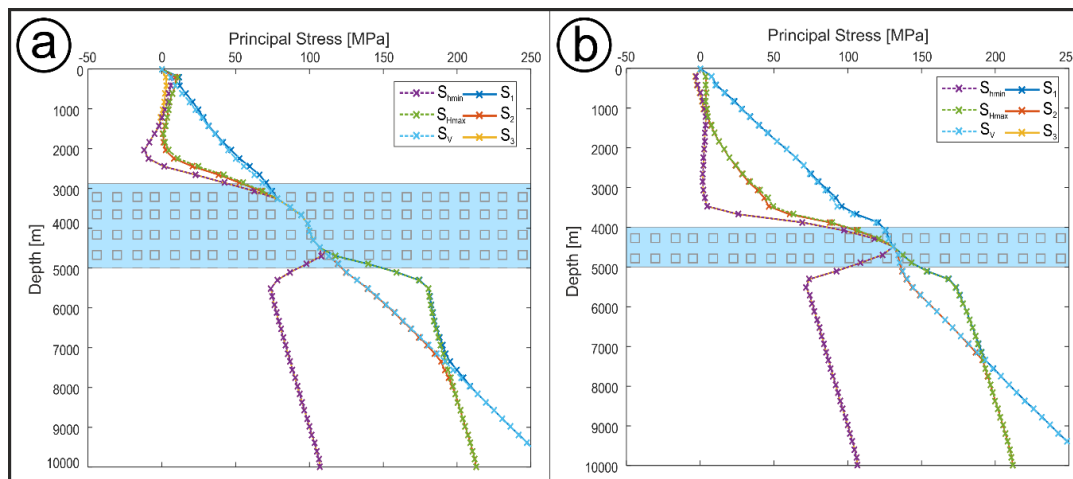 a
Principal Stress [MPa]
-50 0 50 100 150 200 250
Depth [m]
0
1000
2000
3000
4000
5000
6000
7000
8000
9000
10000
Shmin S1
SHmax S2
SV S3
b
Principal Stress [MPa]
-50 0 50 100 150 200 250
Depth [m]
0
1000
2000
3000
4000
5000
6000
7000
8000
9000
10000
Shmin S1
SHmax S2
SV S3